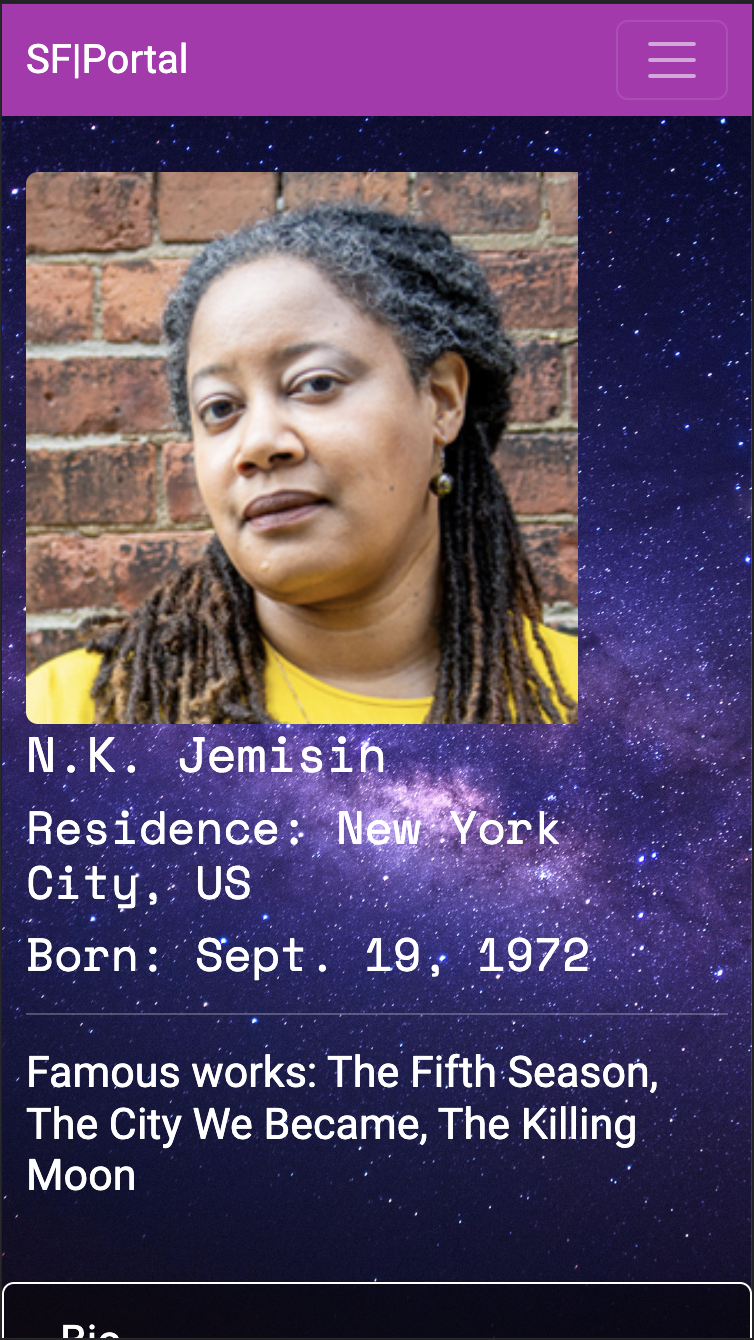 SF|Portal
N.K. Jemisin
Residence: New York
City, US
Born: Sept. 19, 1972
Famous works: The Fifth Season,
The City We Became, The Killing
Moon
Bio